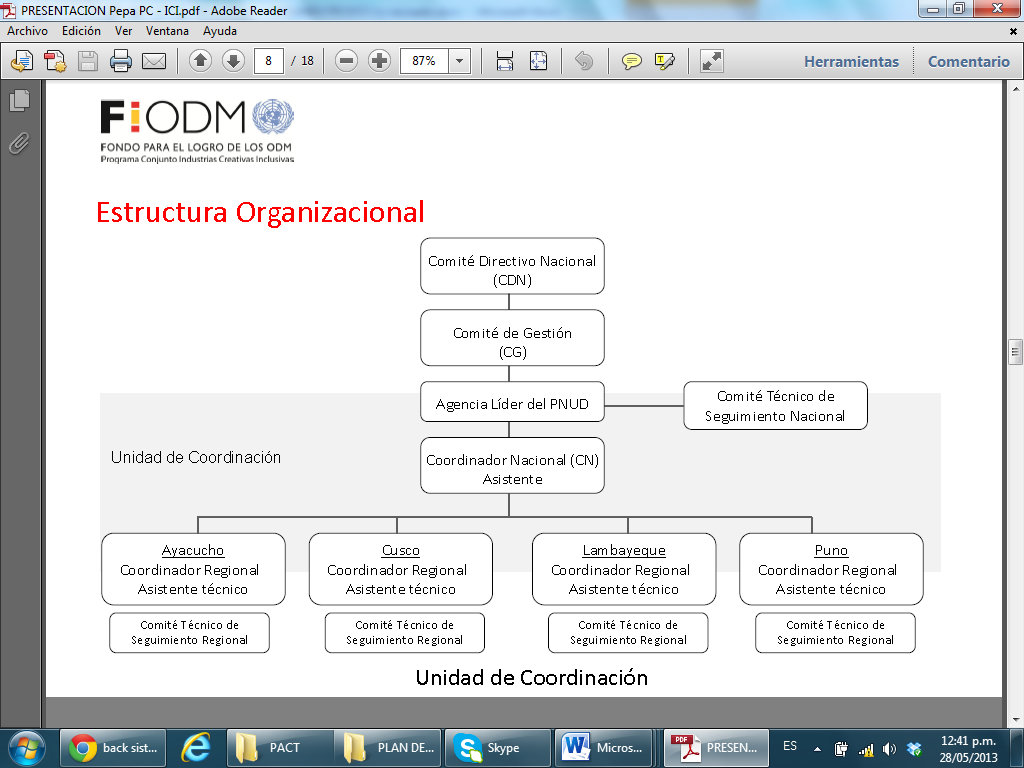 PRESENTACION Pepa PC - ICI.pdf - Adobe Reader
Archivo Edición Ver Ventana Ayuda
8 / 18 87% Herramientas Comentario
FiODM
FONDO PARA EL LOGRO DE LOS ODM
Programa Conjunto Industrias Creativas Inclusivas
Estructura Organizacional
Comité Directivo Nacional
(CDN)
Comité de Gestión
(CG)
Agencia Líder del PNUD
Comité Técnico de
Seguimiento Nacional
Unidad de Coordinación
Coordinador Nacional (CN)
Asistente
Ayacucho
Coordinador Regional
Asistente técnico
Cusco
Coordinador Regional
Asistente técnico
Lambayeque
Coordinador Regional
Asistente técnico
Puno
Coordinador Regional
Asistente técnico
Comité Técnico de
Seguimiento Regional
Comité Técnico de
Seguimiento Regional
Comité Técnico de
Seguimiento Regional
Comité Técnico de
Seguimiento Regional
Unidad de Coordinación
back sist... PACT PLAN DE... Skype Micros... PDF PRESEN... ES 12:41 p.m.
28/05/2013